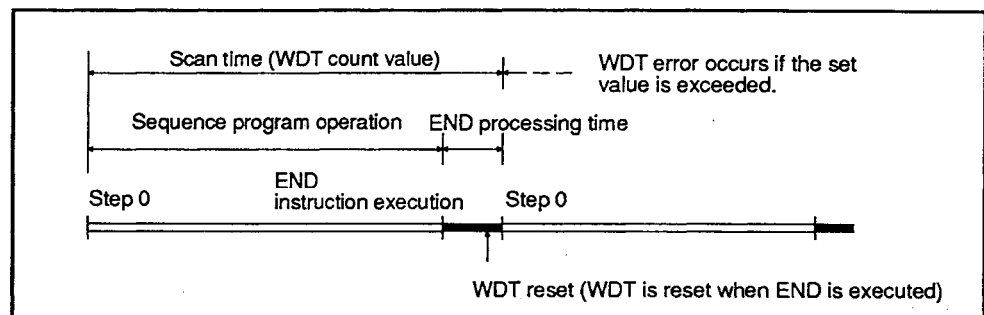 Scan time (WDT count value)
WDT error occurs if the set
value is exceeded.
Sequence program operation
END processing time
Step 0
END
instruction execution
Step 0
WDT reset (WDT is reset when END is executed)